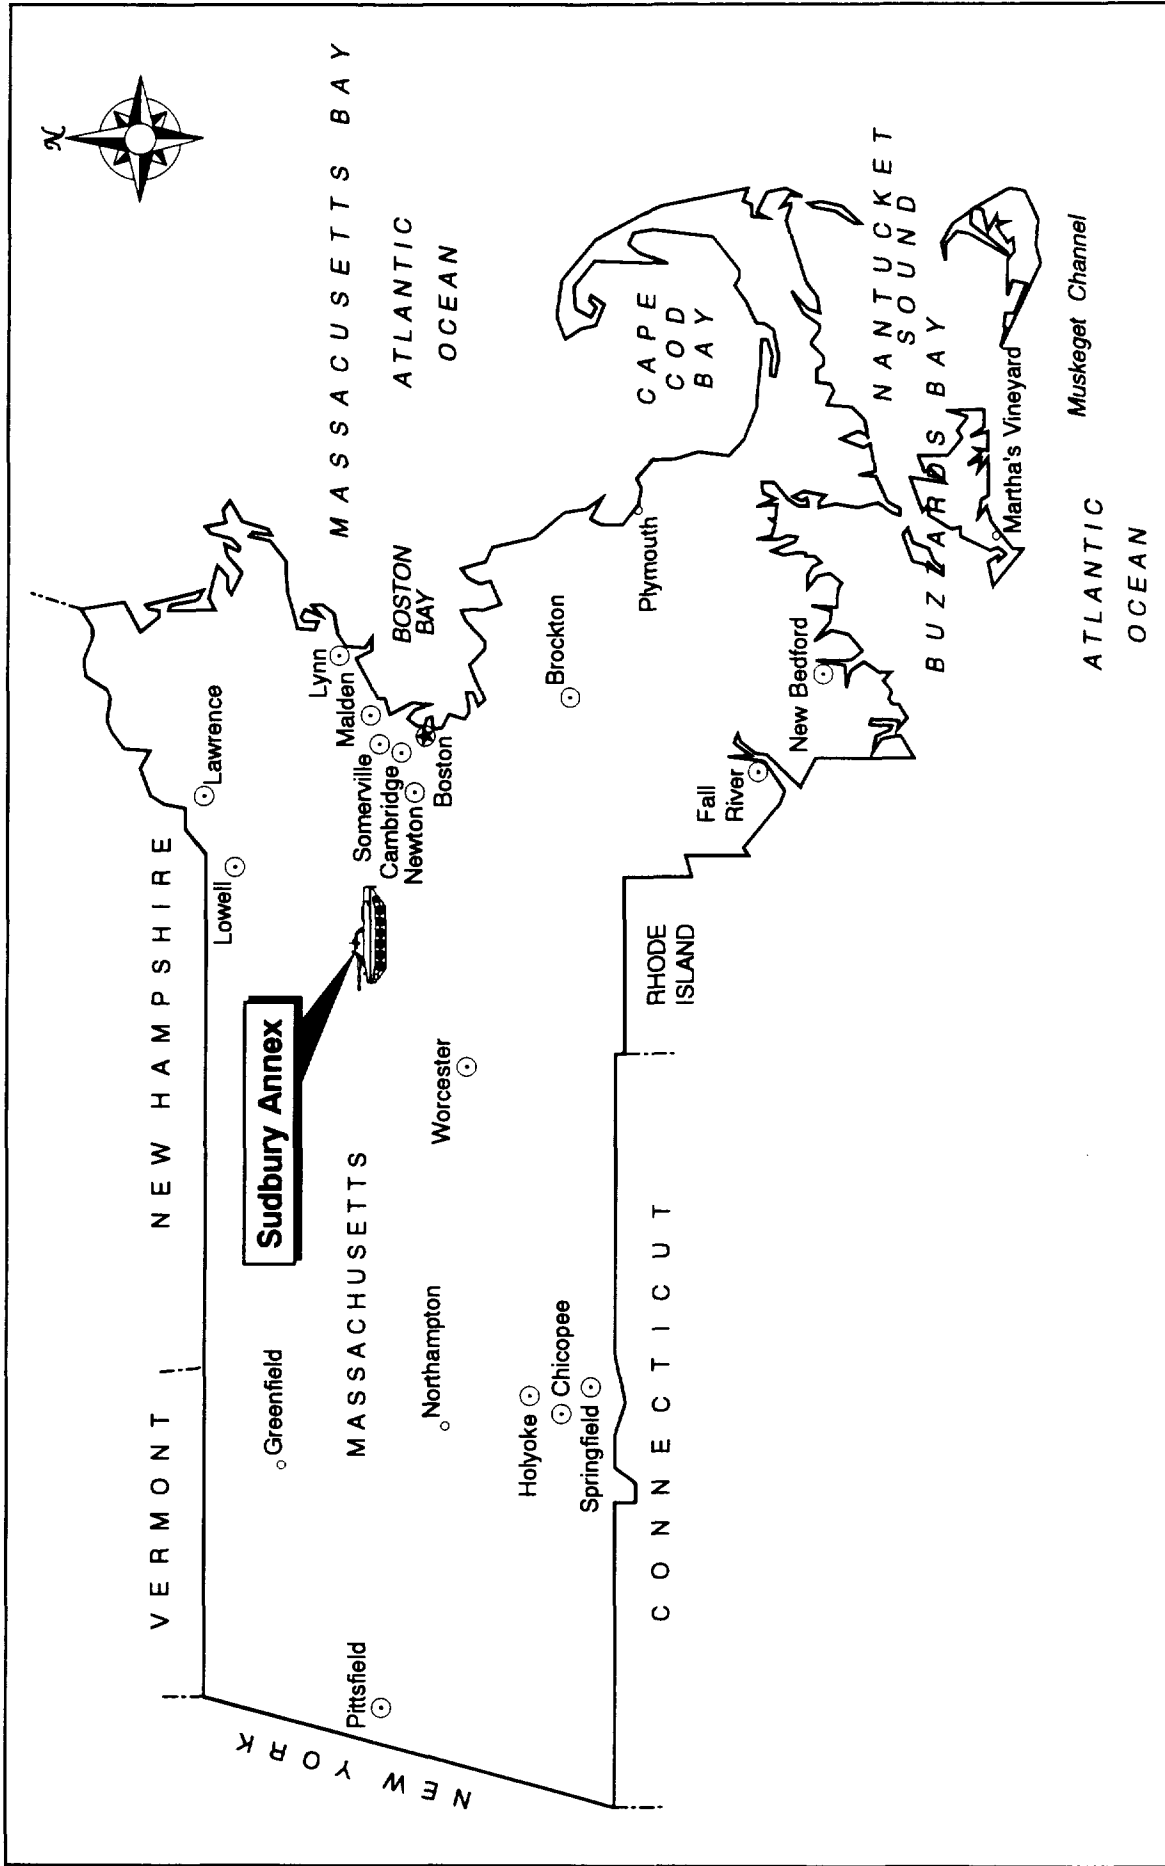 N
VERMONT
NEW HAMPSHIRE
MASSACUSETTS BAY
ATLANTIC
OCEAN
Lawrence
Lowell
Sudbury Annex
Greenfield
MASSACHUSETTS
Lynn
Malden
Somerville
Cambridge
Newton
Boston
BOSTON
BAY
Pittsfield
NEW YORK
Northampton
Worcester
Holyoke
Chicopee
Springfield
Brockton
Plymouth
CAPE
COD
BAY
CONNECTICUT
RHODE
ISLAND
Fall
River
New Bedford
NANTUCKET
SOUND
BUZZARDS BAY
Martha's Vineyard
Muskeget Channel
ATLANTIC
OCEAN